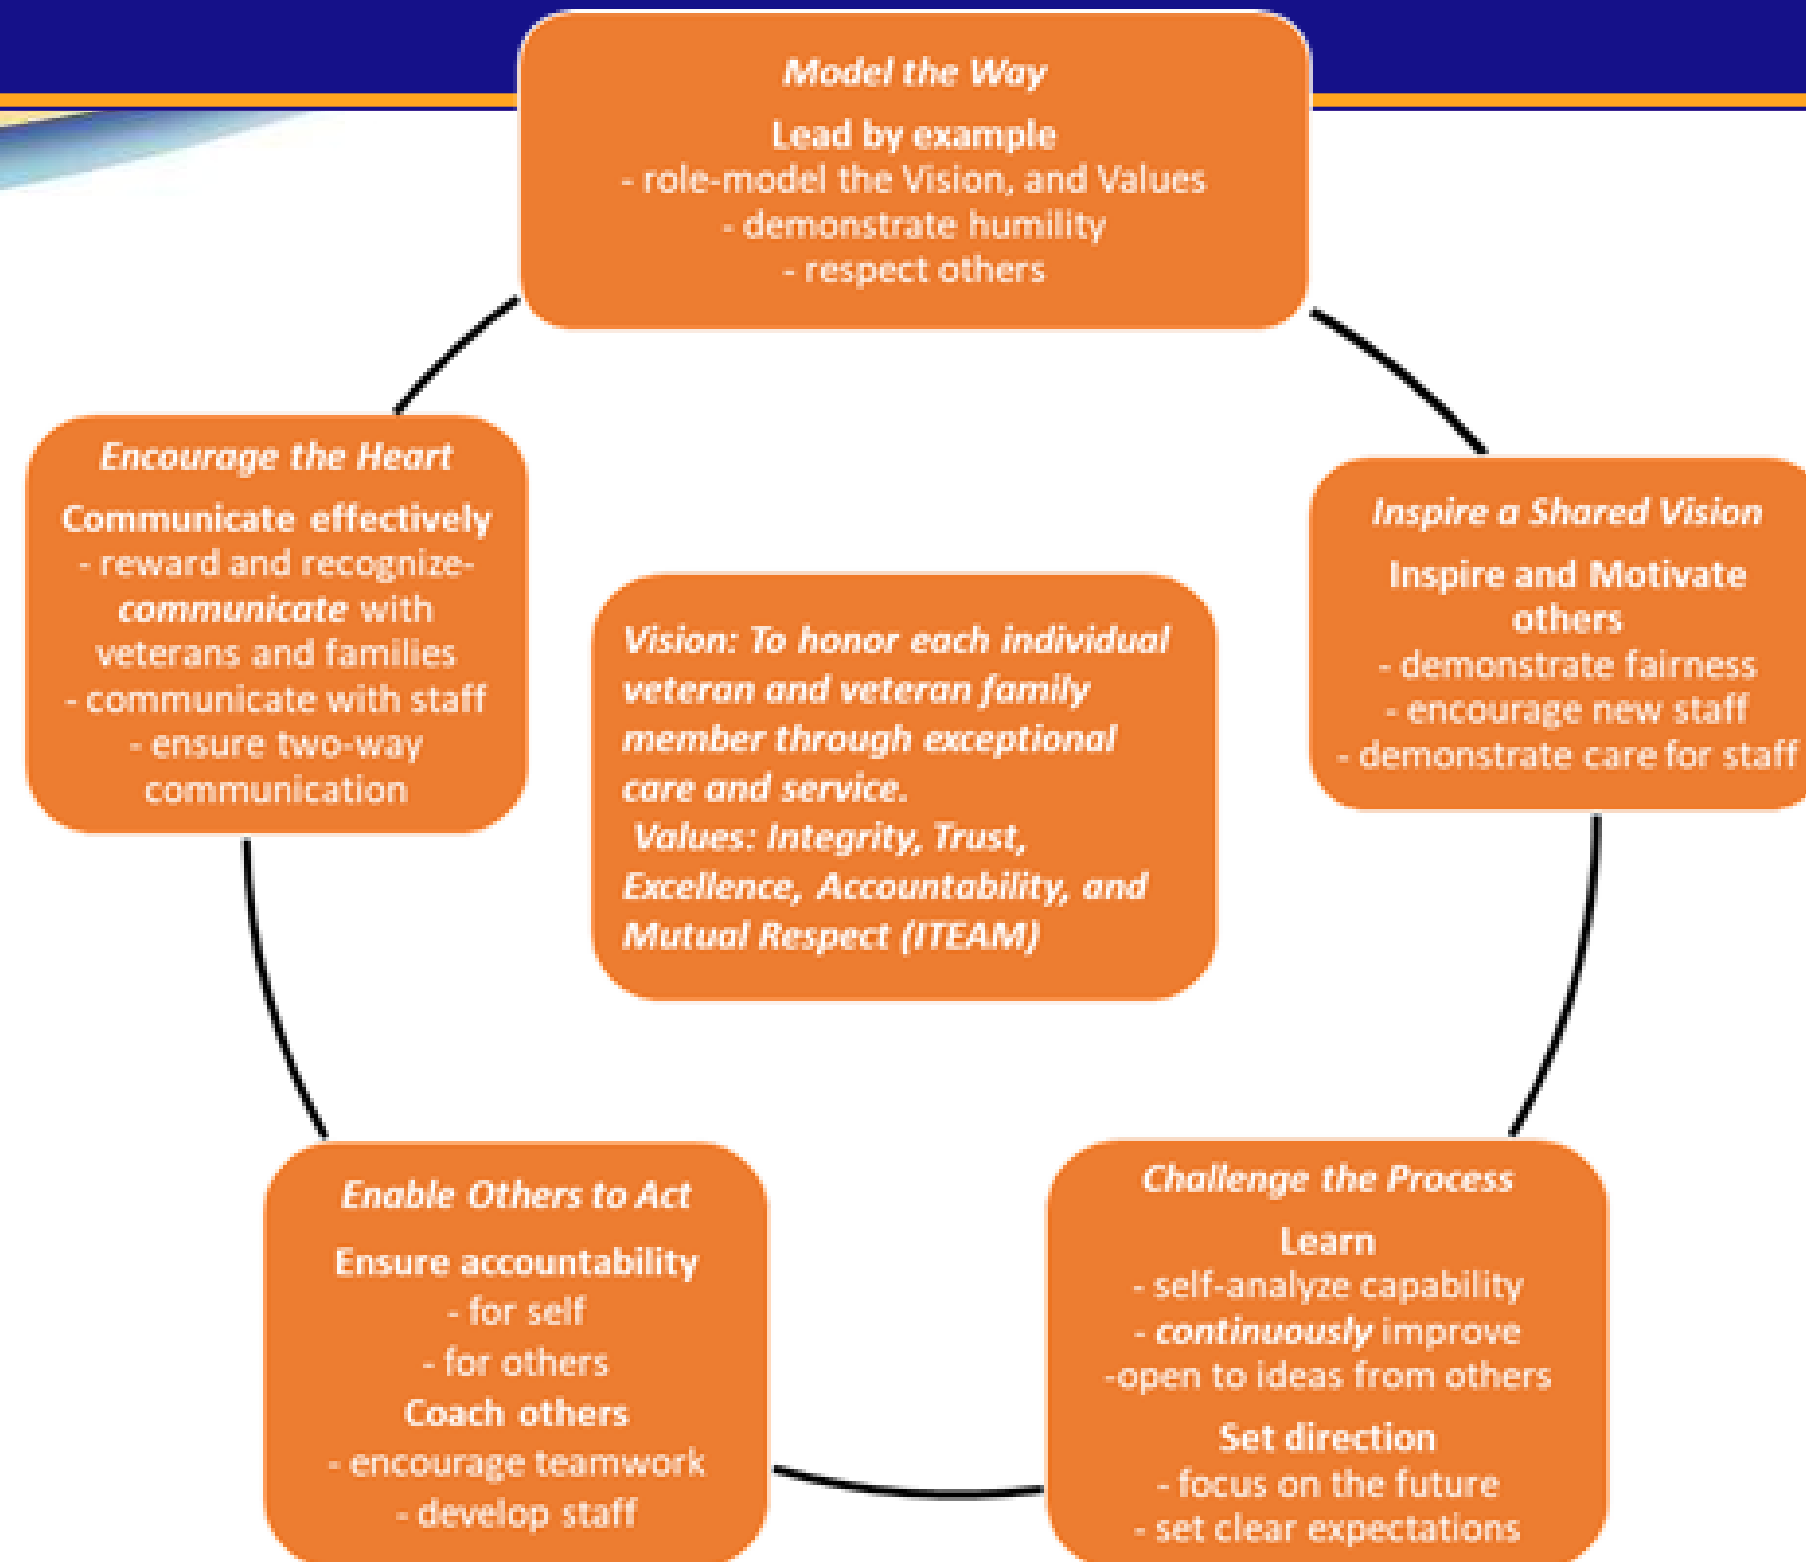 Model the Way
Lead by example
- role-model the Vision, and Values
- demonstrate humility
- respect others
Encourage the Heart
Communicate effectively
- reward and recognize-
communicate with
veterans and families
- communicate with staff
- ensure two-way
communication
Inspire a Shared Vision
Inspire and Motivate
others
- demonstrate fairness
- encourage new staff
- demonstrate care for staff
Vision: To honor each individual
veteran and veteran family
member through exceptional
care and service.
Values: Integrity, Trust,
Excellence, Accountability, and
Mutual Respect (ITEAM)
Enable Others to Act
Ensure accountability
- for self
- for others
Coach others
- encourage teamwork
- develop staff
Challenge the Process
Learn
- self-analyze capability
- continuously improve
-open to ideas from others
Set direction
- focus on the future
- set clear expectations